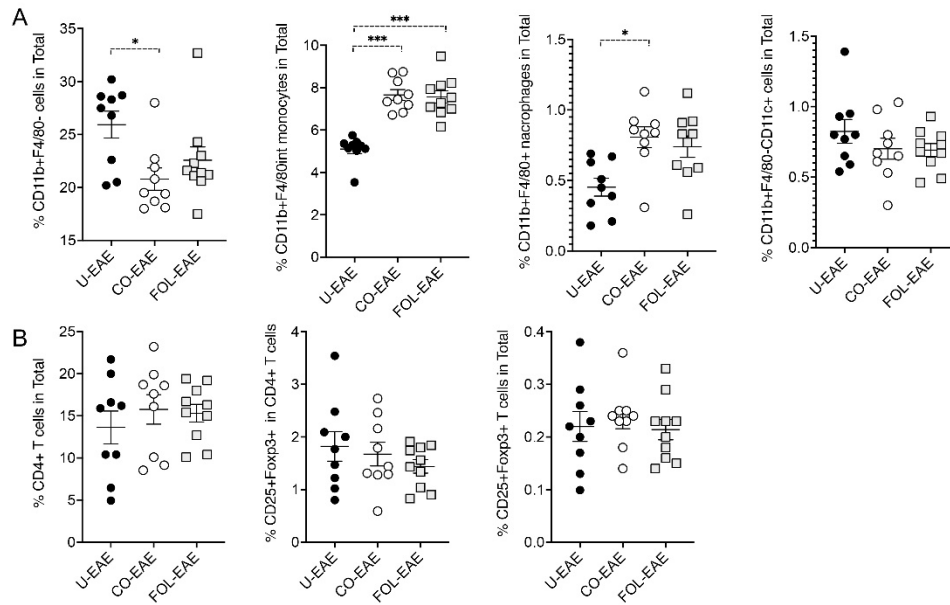 A
% CD11b+F4/80- cells in Total
35
30
25
20
15
*
U-EAE
CO-EAE
FOL-EAE
% CD11b+F4/80int monocytes in Total
10
8
6
4
2
0
***
***
U-EAE
CO-EAE
FOL-EAE
% CD11b+F4/80+ nacrophages in Total
1.5
1.0
0.5
0.0
*
U-EAE
CO-EAE
FOL-EAE
% CD11b+F4/80-CD11c+ cells in Total
1.5
1.0
0.5
0.0
U-EAE
CO-EAE
FOL-EAE
B
% CD4+ T cells in Total
25
20
15
10
5
0
U-EAE
CO-EAE
FOL-EAE
% CD25+Foxp3+ in CD4+ T cells
4
3
2
1
0
U-EAE
CO-EAE
FOL-EAE
% CD25+Foxp3+ T cells in Total
0.4
0.3
0.2
0.1
0.0
U-EAE
CO-EAE
FOL-EAE